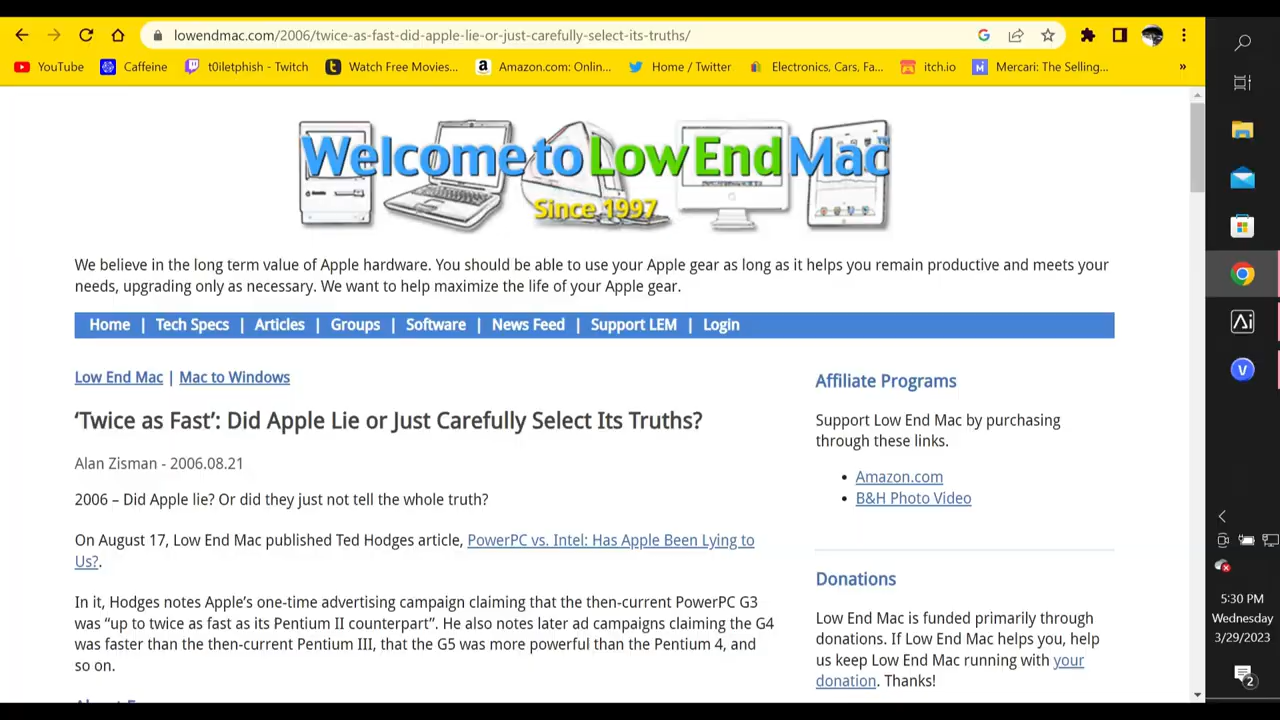 lowendmac.com/2006/twice-as-fast-did-apple-lie-or-just-carefully-select-its-truths/
YouTube Caffeine t0iletphish - Twitch Watch Free Movies... Amazon.com: Onlin... Home / Twitter Electronics, Cars, Fa... itch.io Mercari: The Selling... »
Welcome to Low End Mac™
Since 1997
We believe in the long term value of Apple hardware. You should be able to use your Apple gear as long as it helps you remain productive and meets your
needs, upgrading only as necessary. We want to help maximize the life of your Apple gear.
Home | Tech Specs | Articles | Groups | Software | News Feed | Support LEM | Login
Low End Mac | Mac to Windows
‘Twice as Fast’: Did Apple Lie or Just Carefully Select Its Truths?
Alan Zisman - 2006.08.21
2006 – Did Apple lie? Or did they just not tell the whole truth?
On August 17, Low End Mac published Ted Hodges article, PowerPC vs. Intel: Has Apple Been Lying to
Us?.
In it, Hodges notes Apple’s one-time advertising campaign claiming that the then-current PowerPC G3
was “up to twice as fast as its Pentium II counterpart”. He also notes later ad campaigns claiming the G4
was faster than the then-current Pentium III, that the G5 was more powerful than the Pentium 4, and
so on.
Affiliate Programs
Support Low End Mac by purchasing
through these links.
• Amazon.com
• B&H Photo Video
Donations
Low End Mac is funded primarily through
donations. If Low End Mac helps you, help
us keep Low End Mac running with your
donation. Thanks!
5:30 PM
Wednesday
3/29/2023
2